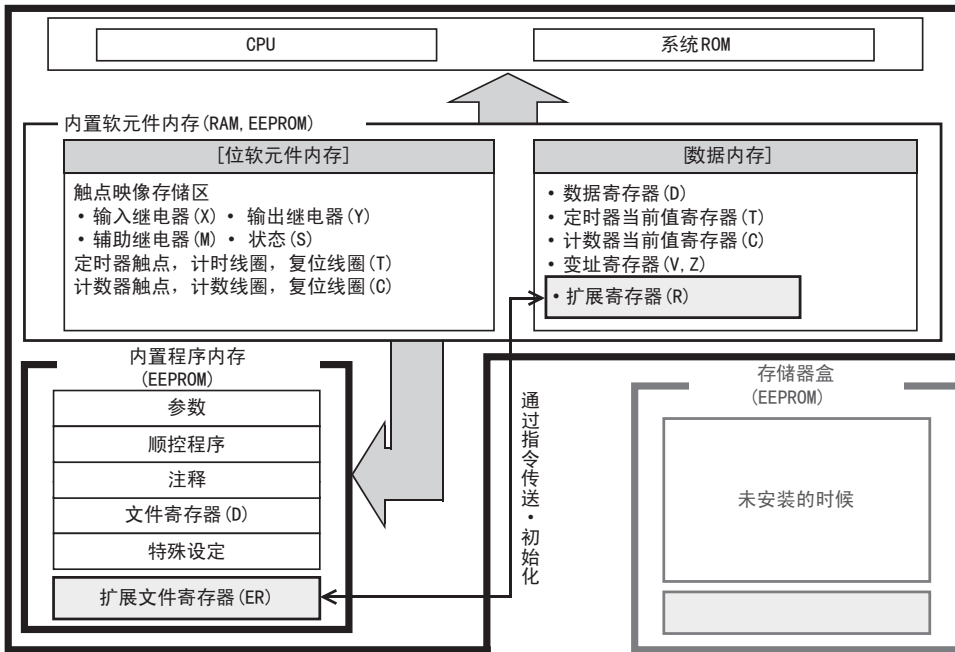 CPU
系统ROM
内置软元件内存(RAM,EEPROM)
[位软元件内存]
触点映像存储区
•输入继电器(X) •输出继电器(Y)
•辅助继电器(M) •状态(S)
定时器触点,计时线圈,复位线圈(T)
计数器触点,计数线圈,复位线圈(C)
[数据内存]
•数据寄存器(D)
•定时器当前值寄存器(T)
•计数器当前值寄存器(C)
•变址寄存器(V,Z)
•扩展寄存器(R)
内置程序内存
(EEPROM)
参数
顺控程序
注释
文件寄存器(D)
特殊设定
扩展文件寄存器(ER)
通过指令传送•初始化
存储器盒
(EEPROM)
未安装的时候